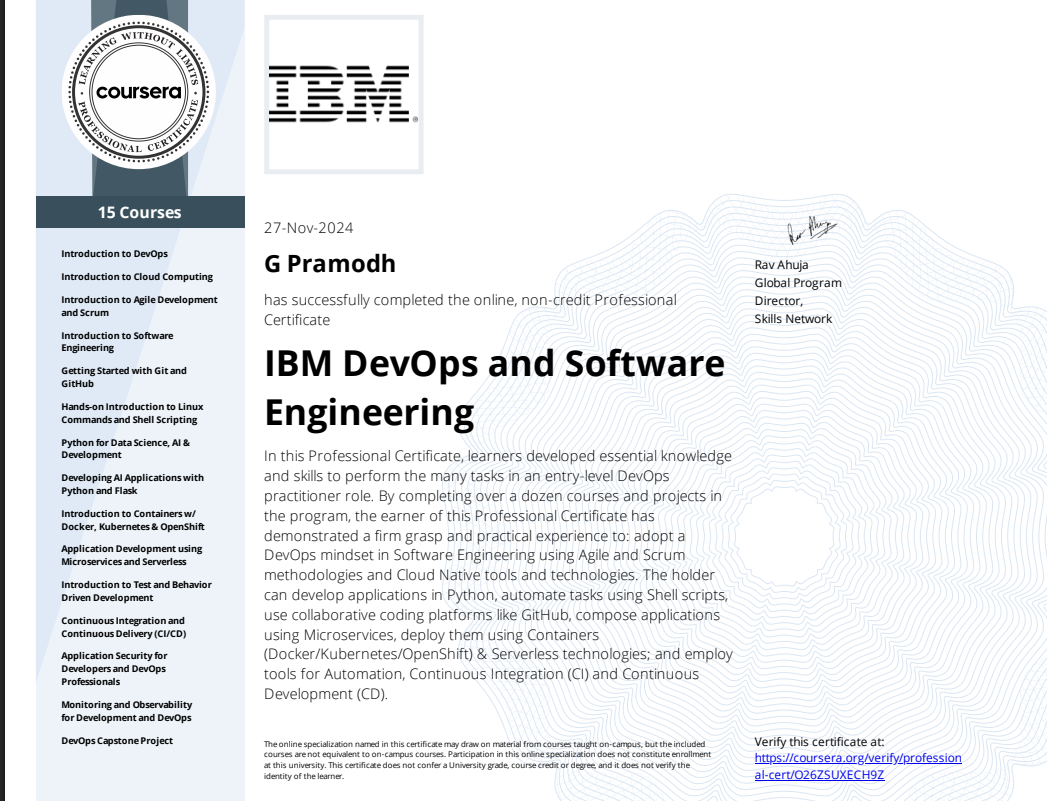 LEARNING WITHOUT LIMITS
coursera
PROFESSIONAL CERTIFICATE
15 Courses
Introduction to DevOps
Introduction to Cloud Computing
Introduction to Agile Development
and Scrum
Introduction to Software
Engineering
Getting Started with Git and
GitHub
Hands-on Introduction to Linux
Commands and Shell Scripting
Python for Data Science, AI &
Development
Developing AI Applications with
Python and Flask
Introduction to Containers w/
Docker, Kubernetes & OpenShift
Application Development using
Microservices and Serverless
Introduction to Test and Behavior
Driven Development
Continuous Integration and
Continuous Delivery (CI/CD)
Application Security for
Developers and DevOps
Professionals
Monitoring and Observability
for Development and DevOps
DevOps Capstone Project
IBM®
27-Nov-2024
G Pramodh
has successfully completed the online, non-credit Professional
Certificate
IBM DevOps and Software
Engineering
In this Professional Certificate, learners developed essential knowledge
and skills to perform the many tasks in an entry-level DevOps
practitioner role. By completing over a dozen courses and projects in
the program, the earner of this Professional Certificate has
demonstrated a firm grasp and practical experience to: adopt a
DevOps mindset in Software Engineering using Agile and Scrum
methodologies and Cloud Native tools and technologies. The holder
can develop applications in Python, automate tasks using Shell scripts,
use collaborative coding platforms like GitHub, compose applications
using Microservices, deploy them using Containers
(Docker/Kubernetes/OpenShift) & Serverless technologies; and employ
tools for Automation, Continuous Integration (CI) and Continuous
Development (CD).
The online specialization named in this certificate may draw on material from courses taught on-campus, but the included
courses are not equivalent to on-campus courses. Participation in this online specialization does not constitute enrollment
at this university. This certificate does not confer a University grade, course credit or degree, and it does not verify the
identity of the learner.
Rav Ahuja
Rav Ahuja
Global Program
Director,
Skills Network
Verify this certificate at:
https://coursera.org/verify/profession
al-cert/O26ZSUXECH9Z